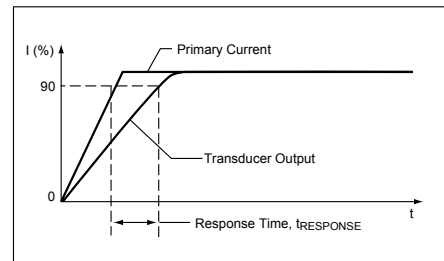 I (%)
Primary Current
90
Transducer Output
0
t
Response Time, tRESPONSE